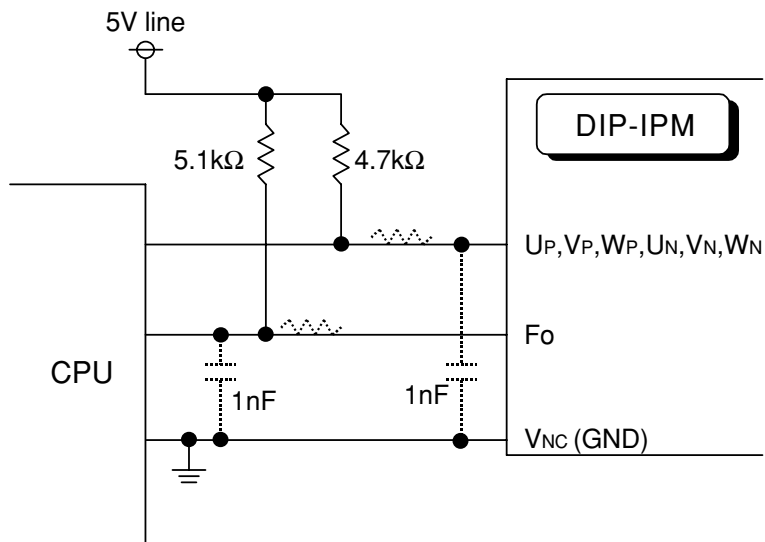 5V line
DIP-IPM
5.1kΩ
4.7kΩ
UP,VP,WP,UN,VN,WN
Fo
CPU
1nF
1nF
VNC (GND)